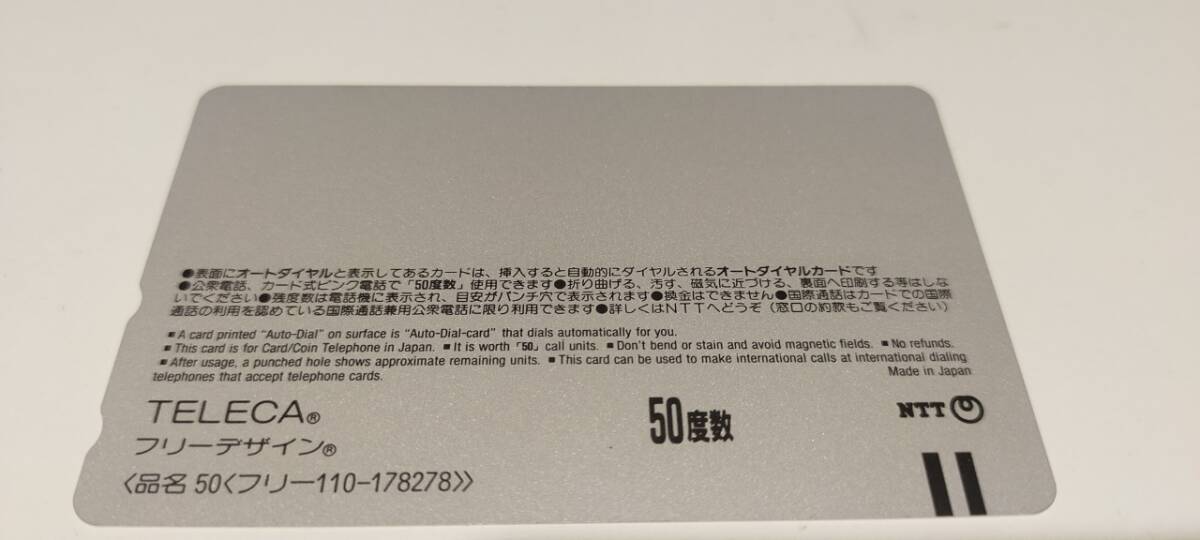 ●表面にオートダイヤルと表示してあるカードは、挿入すると自動的にダイヤルされるオートダイヤルカードです
●公衆電話、カード式ピンク電話で「50度数」使用できます●折り曲げる、汚す、磁気に近づける、裏面へ印刷する等はしな
いでください●残度数は電話機に表示され、目安がパンチ穴で表示されます●換金はできません●国際通話はカードでの国際
通話の利用を認めている国際通話兼用公衆電話に限り利用できます●詳しくはNTTへどうぞ(窓口の約款もご覧ください)
■A card printed "Auto-Dial" on surface is "Auto-Dial-card" that dials automatically for you.
■This card is for Card/Coin Telephone in Japan. ■It is worth「50」call units. ■Don't bend or stain and avoid magnetic fields. ■No refunds.
■After usage, a punched hole shows approximate remaining units. ■This card can be used to make international calls at international dialing
telephones that accept telephone cards.
Made in Japan
TELECA®
50度数
NTT
フリーデザイン®
〈品名 50〈フリー110-178278〉〉